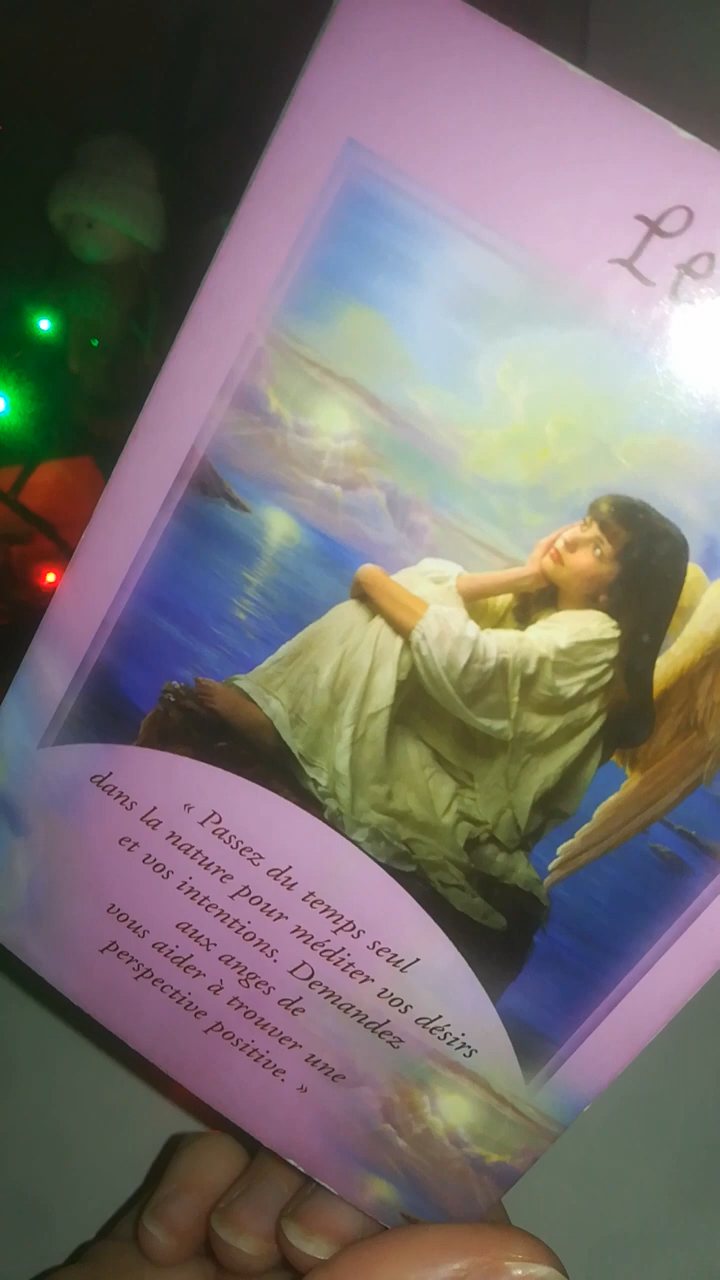 Le
« Passez du temps seul
dans la nature pour méditer vos désirs
et vos intentions. Demandez
aux anges de
vous aider à trouver une
perspective positive. »